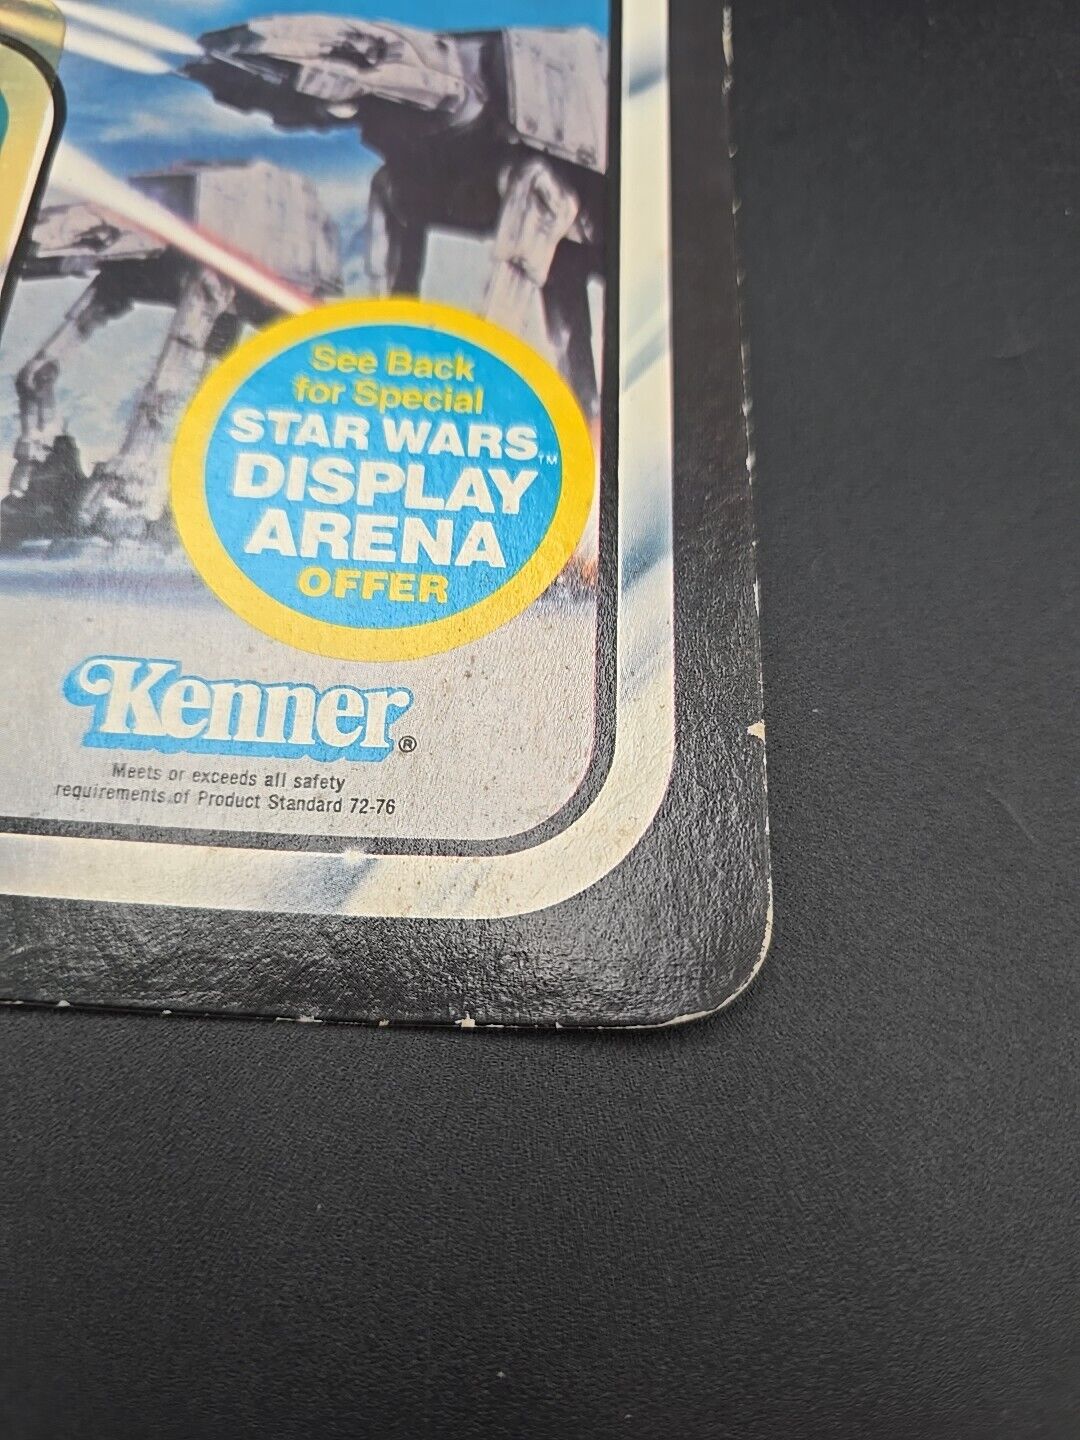 See Back
for Special
STAR WARS™
DISPLAY
ARENA
OFFER
Kenner®
Meets or exceeds all safety
requirements of Product Standard 72-76